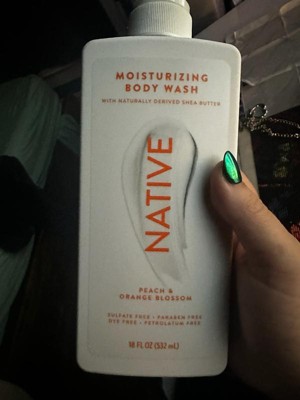 MOISTURIZING
BODY WASH
WITH NATURALLY DERIVED SHEA BUTTER
NATIVE
PEACH &
ORANGE BLOSSOM
SULFATE FREE • PARABEN FREE
DYE FREE • PETROLATUM FREE
18 FL OZ (532 mL)